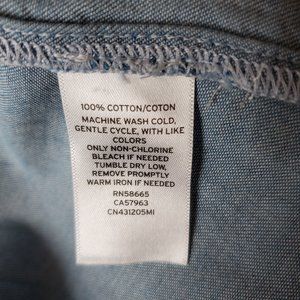 100% COTTON/COTON
MACHINE WASH COLD,
GENTLE CYCLE, WITH LIKE
COLORS
ONLY NON-CHLORINE
BLEACH IF NEEDED
TUMBLE DRY LOW,
REMOVE PROMPTLY
WARM IRON IF NEEDED
RN58665
CA57963
CN431205MI